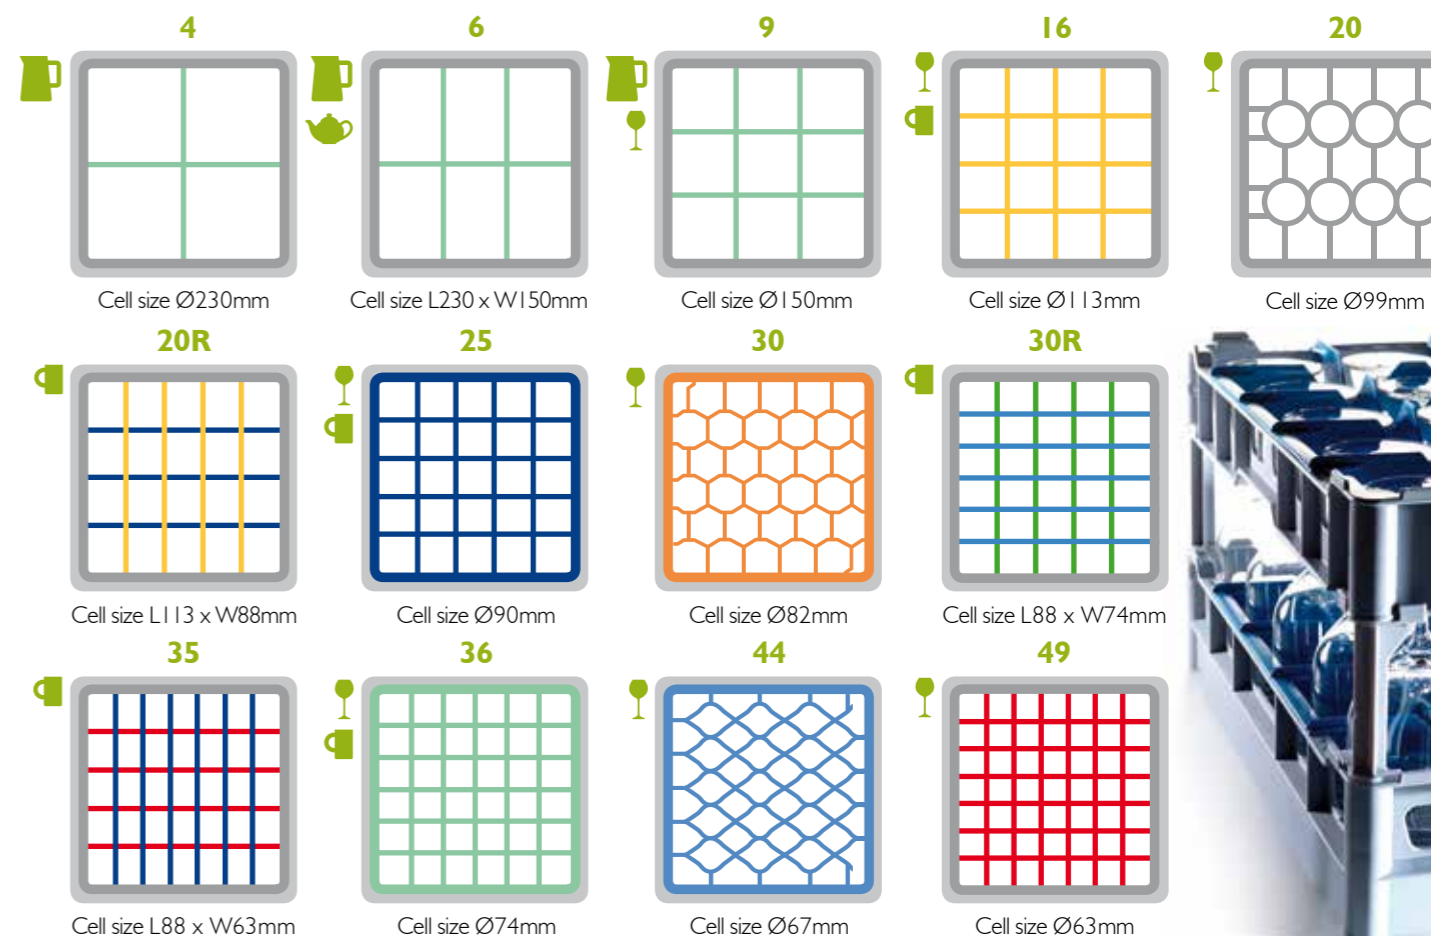 4
6
9
16
20
Cell size Ø230mm
Cell size L230 x W150mm
Cell size Ø150mm
Cell size Ø113mm
Cell size Ø99mm
20R
25
30
30R
Cell size L113 x W88mm
Cell size Ø90mm
Cell size Ø82mm
Cell size L88 x W74mm
35
36
44
49
Cell size L88 x W63mm
Cell size Ø74mm
Cell size Ø67mm
Cell size Ø63mm